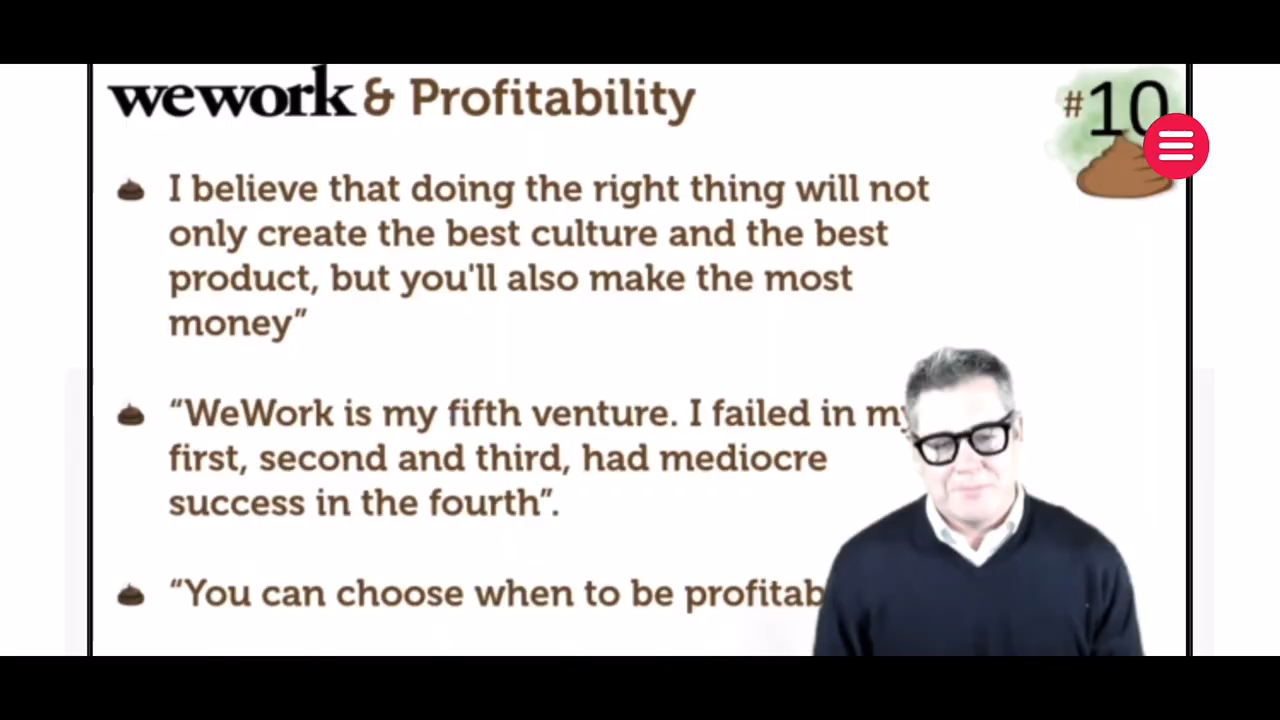 wework & Profitability
#10
I believe that doing the right thing will not
only create the best culture and the best
product, but you'll also make the most
money”
“WeWork is my fifth venture. I failed in my
first, second and third, had mediocre
success in the fourth”.
“You can choose when to be profitab